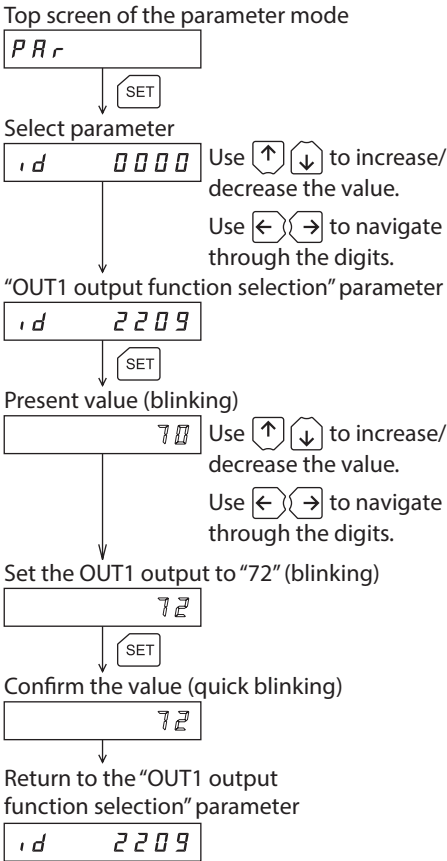 Top screen of the parameter mode
PAr
SET
Select parameter
id 0000
Use ↑ ↓ to increase/
decrease the value.
Use ← → to navigate
through the digits.
"OUT1 output function selection" parameter
id 2209
SET
Present value (blinking)
70
Use ↑ ↓ to increase/
decrease the value.
Use ← → to navigate
through the digits.
Set the OUT1 output to "72" (blinking)
72
SET
Confirm the value (quick blinking)
72
Return to the "OUT1 output
function selection" parameter
id 2209